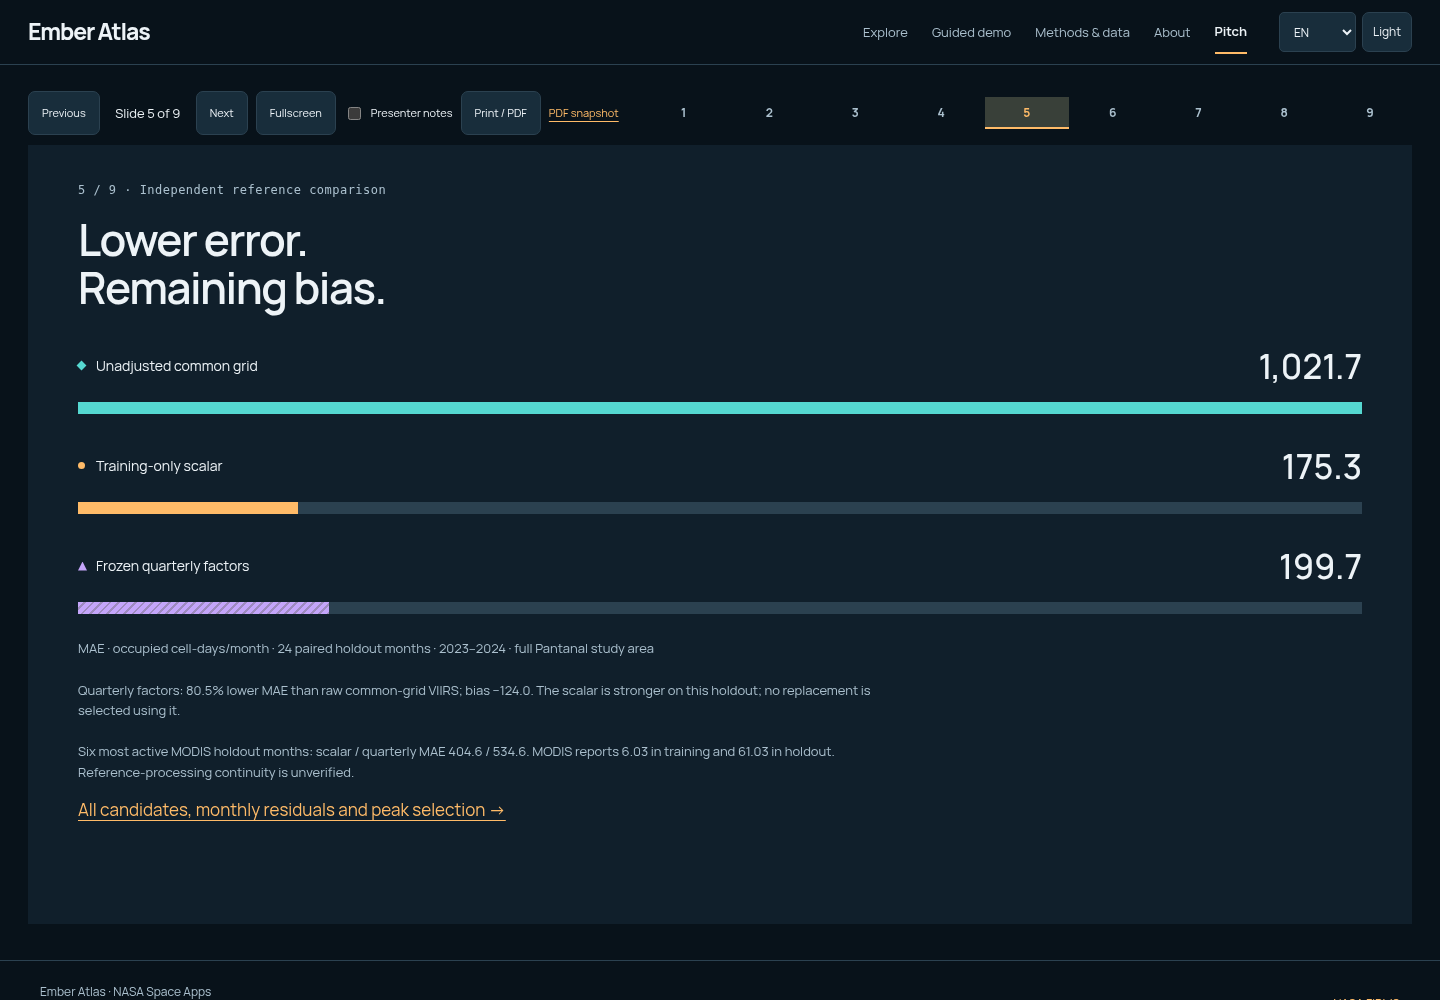 Ember Atlas
Explore
Guided demo
Methods & data
About
Pitch
EN
Light
Previous
Slide 5 of 9
Next
Fullscreen
Presenter notes
Print / PDF
PDF snapshot
1
2
3
4
5
6
7
8
9
5 / 9 · Independent reference comparison
Lower error.
Remaining bias.
Unadjusted common grid
1,021.7
Training-only scalar
175.3
Frozen quarterly factors
199.7
MAE · occupied cell-days/month · 24 paired holdout months · 2023–2024 · full Pantanal study area
Quarterly factors: 80.5% lower MAE than raw common-grid VIIRS; bias −124.0. The scalar is stronger on this holdout; no replacement is
selected using it.
Six most active MODIS holdout months: scalar / quarterly MAE 404.6 / 534.6. MODIS reports 6.03 in training and 61.03 in holdout.
Reference-processing continuity is unverified.
All candidates, monthly residuals and peak selection →
Ember Atlas · NASA Space Apps